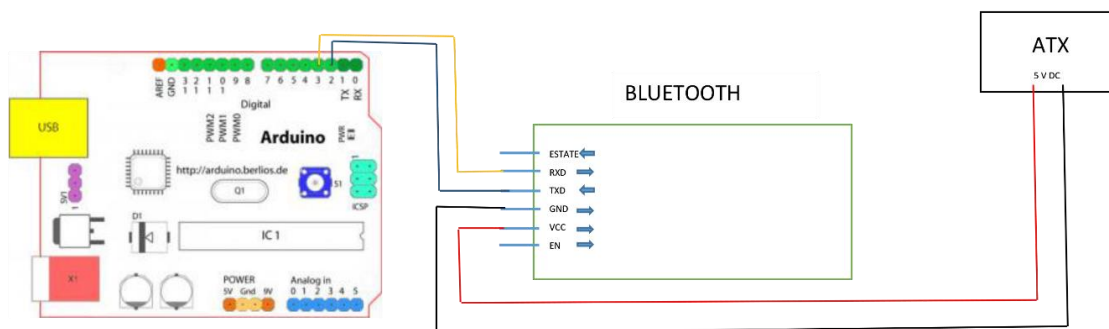 ATX
5 V DC
BLUETOOTH
ESTATE
RXD
TXD
GND
VCC
EN
AREF
GND
13
12
11
10
9
8
7
6
5
4
3
2
1
0
TX
RX
Digital
PWM2
PWM1
PWM0
Arduino
PWR
USB
http://arduino.berlios.de
Q1
S1
1
ICSP
SV1
1
D1
IC 1
X1
POWER
5V Gnd 9V
Analog in
0 1 2 3 4 5